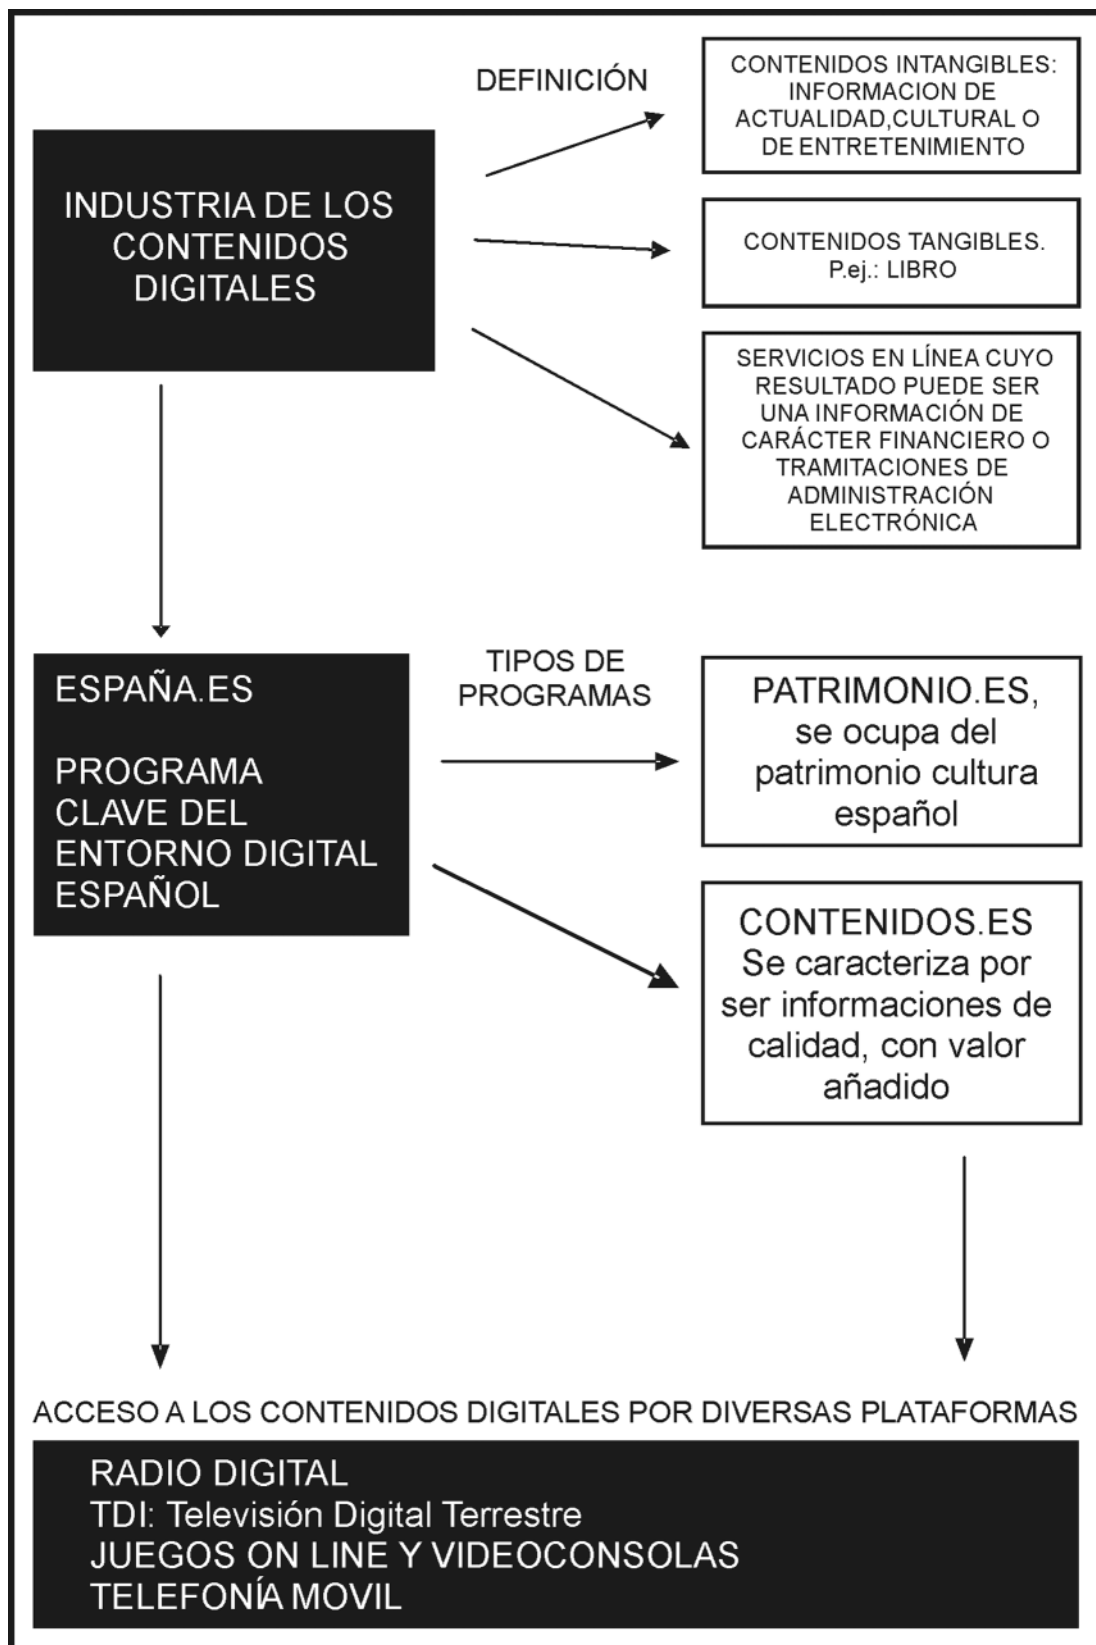 DEFINICIÓN
CONTENIDOS INTANGIBLES:
INFORMACION DE
ACTUALIDAD,CULTURAL O
DE ENTRETENIMIENTO
INDUSTRIA DE LOS
CONTENIDOS
DIGITALES
CONTENIDOS TANGIBLES.
P.ej.: LIBRO
SERVICIOS EN LÍNEA CUYO
RESULTADO PUEDE SER
UNA INFORMACIÓN DE
CARÁCTER FINANCIERO O
TRAMITACIONES DE
ADMINISTRACIÓN
ELECTRÓNICA
ESPAÑA.ES
PROGRAMA
CLAVE DEL
ENTORNO DIGITAL
ESPAÑOL
TIPOS DE
PROGRAMAS
PATRIMONIO.ES,
se ocupa del
patrimonio cultura
español
CONTENIDOS.ES
Se caracteriza por
ser informaciones de
calidad, con valor
añadido
ACCESO A LOS CONTENIDOS DIGITALES POR DIVERSAS PLATAFORMAS
RADIO DIGITAL
TDI: Televisión Digital Terrestre
JUEGOS ON LINE Y VIDEOCONSOLAS
TELEFONÍA MOVIL